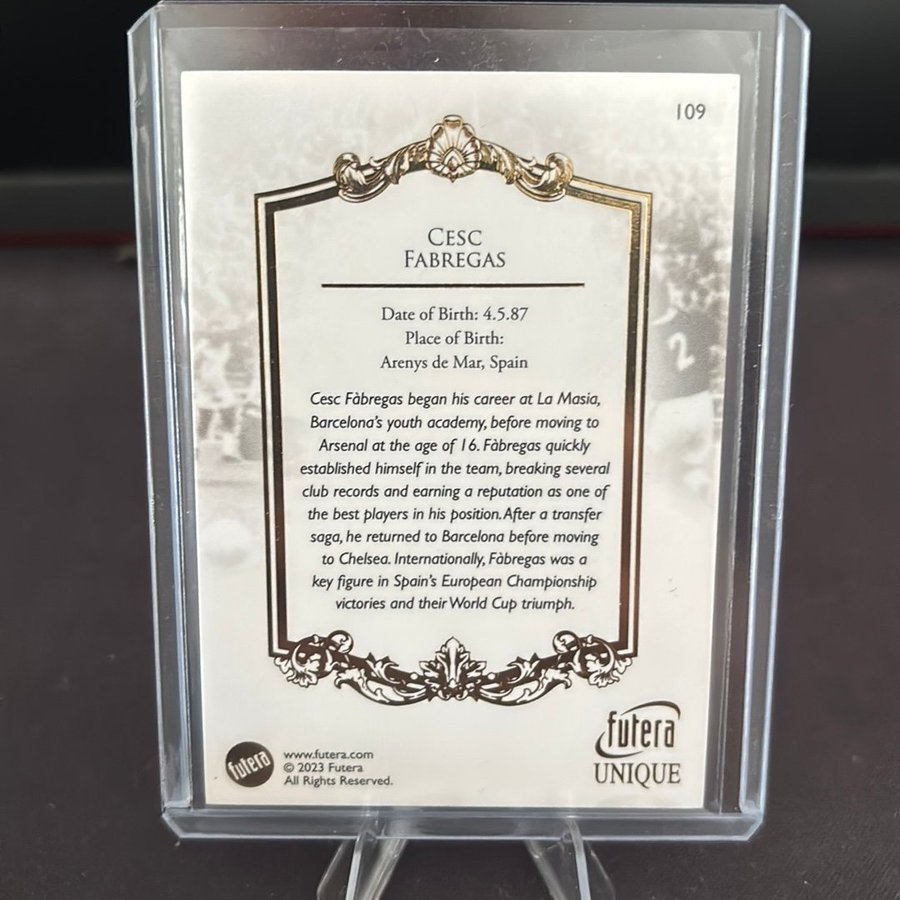 109
CESC
FABREGAS
Date of Birth: 4.5.87
Place of Birth:
Arenys de Mar, Spain
Cesc Fàbregas began his career at La Masia,
Barcelona's youth academy, before moving to
Arsenal at the age of 16. Fàbregas quickly
established himself in the team, breaking several
club records and earning a reputation as one of
the best players in his position. After a transfer
saga, he returned to Barcelona before moving
to Chelsea. Internationally, Fàbregas was a
key figure in Spain's European Championship
victories and their World Cup triumph.
2
futera
UNIQUE
futera
www.futera.com
© 2023 Futera
All Rights Reserved.